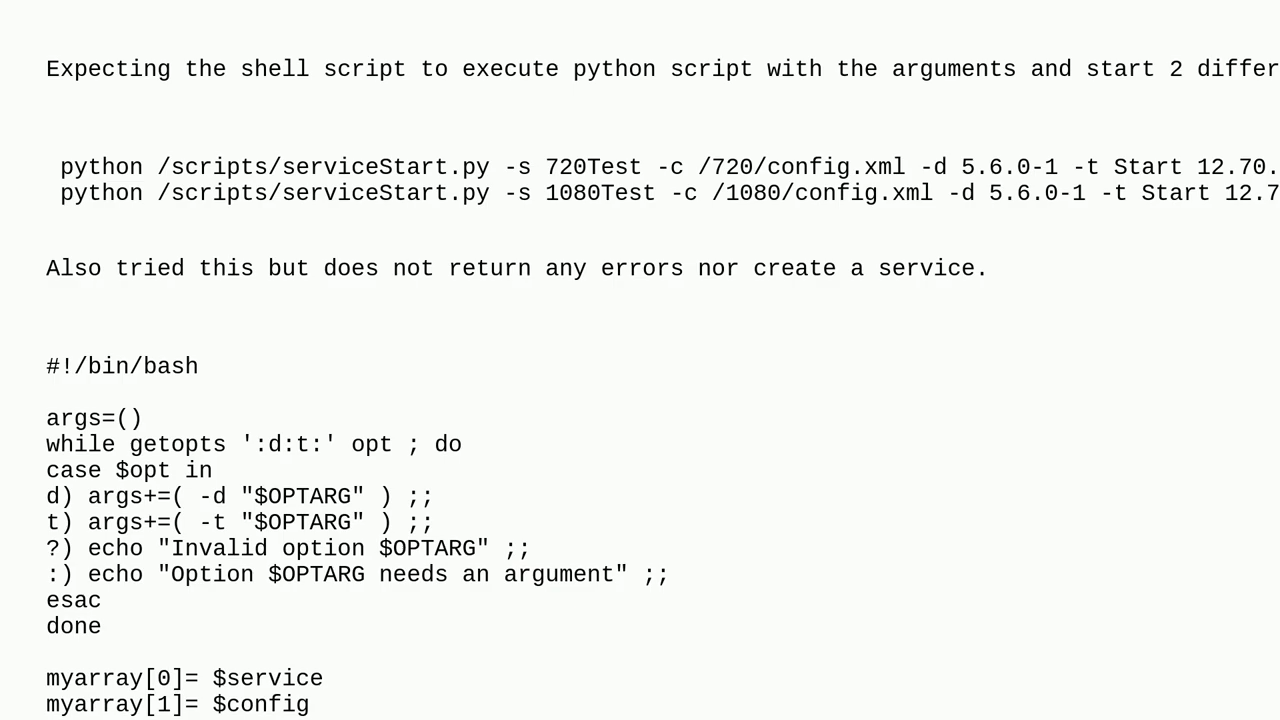 Expecting the shell script to execute python script with the arguments and start 2 differ
python /scripts/serviceStart.py -s 720Test -c /720/config.xml -d 5.6.0-1 -t Start 12.70.
python /scripts/serviceStart.py -s 1080Test -c /1080/config.xml -d 5.6.0-1 -t Start 12.7
Also tried this but does not return any errors nor create a service.
#!/bin/bash
args=()
while getopts ':d:t:' opt ; do
case $opt in
d) args+=( -d "$OPTARG" ) ;;
t) args+=( -t "$OPTARG" ) ;;
?) echo "Invalid option $OPTARG" ;;
:) echo "Option $OPTARG needs an argument" ;;
esac
done
myarray[0]= $service
myarray[1]= $config